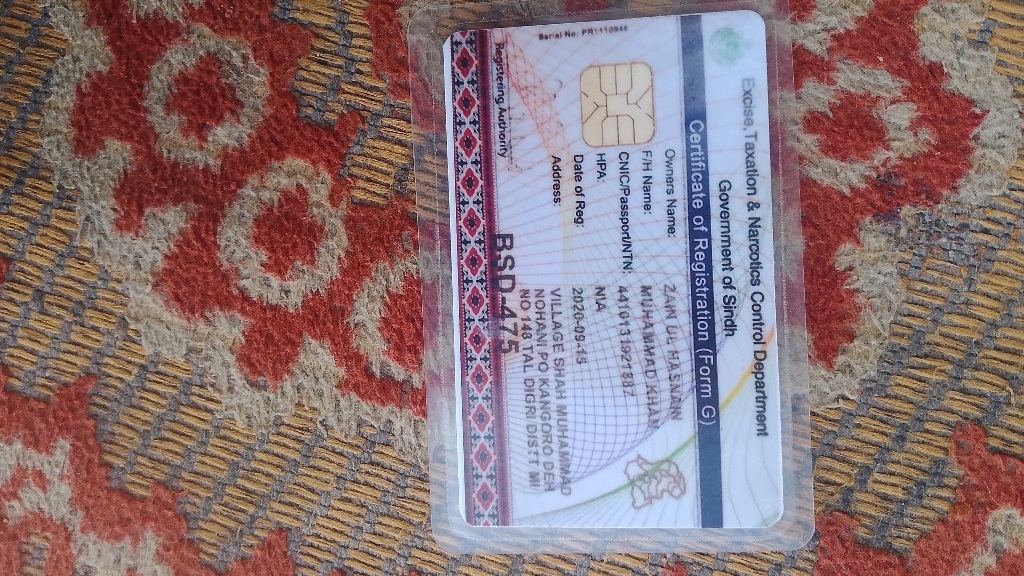 Serial No: PR1110946
Excise, Taxation & Narcotics Control Department
Government of Sindh
Certificate of Registration (Form G)
Owners Name: ZAIN UL HASNAIN
F/H Name: MUHAMMAD KHAN
CNIC/Passport/NTN: 4410131921987
HPA: N/A
Date of Reg: 2020-09-15
Address: VILLAGE SHAH MUHAMMAD
NOHANI PO KANGORO DEH
NO 148 TAL DIGRI DISTT MI
BSD-475
Registering Authority